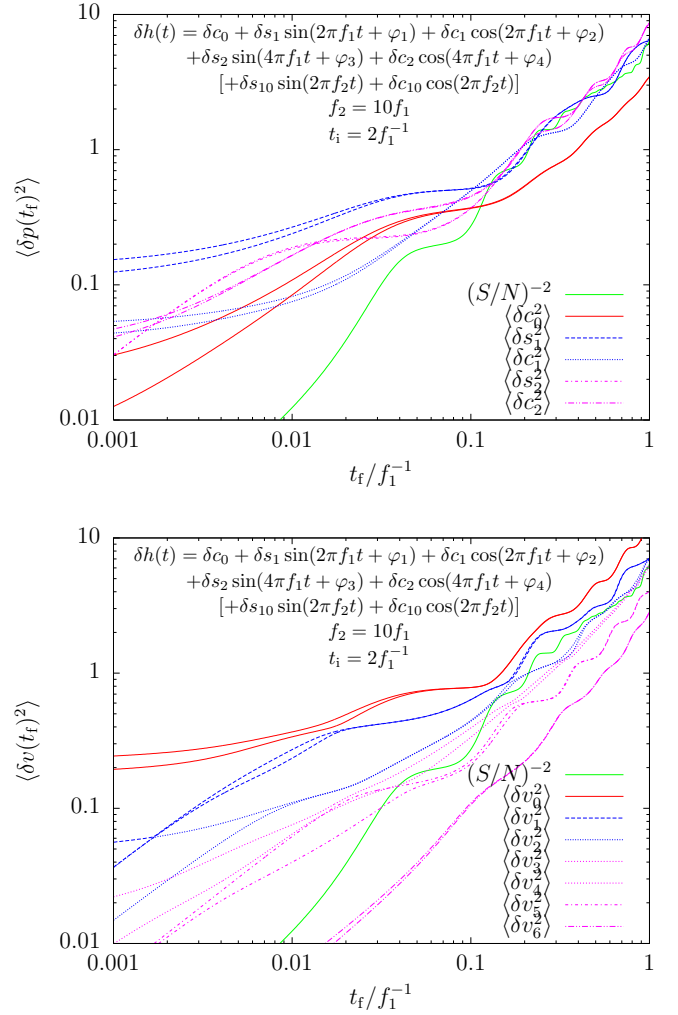 δh(t) = δc₀ + δs₁ sin(2πf₁t + φ₁) + δc₁ cos(2πf₁t + φ₂)
+δs₂ sin(4πf₁t + φ₃) + δc₂ cos(4πf₁t + φ₄)
[+δs₁₀ sin(2πf₂t) + δc₁₀ cos(2πf₂t)]
f₂ = 10f₁
tᵢ = 2f₁⁻¹
10
1
0.1
0.01
⟨δp(t_f)²⟩
(S/N)⁻²
⟨δc₀²⟩
⟨δs₁²⟩
⟨δc₁²⟩
⟨δs₂²⟩
⟨δc₂²⟩
0.001 0.01 0.1 1
t_f/f₁⁻¹
δh(t) = δc₀ + δs₁ sin(2πf₁t + φ₁) + δc₁ cos(2πf₁t + φ₂)
+δs₂ sin(4πf₁t + φ₃) + δc₂ cos(4πf₁t + φ₄)
[+δs₁₀ sin(2πf₂t) + δc₁₀ cos(2πf₂t)]
f₂ = 10f₁
tᵢ = 2f₁⁻¹
10
1
0.1
0.01
⟨δv(t_f)²⟩
(S/N)⁻²
⟨δv₀²⟩
⟨δv₁²⟩
⟨δv₂²⟩
⟨δv₃²⟩
⟨δv₄²⟩
⟨δv₅²⟩
⟨δv₆²⟩
0.001 0.01 0.1 1
t_f/f₁⁻¹